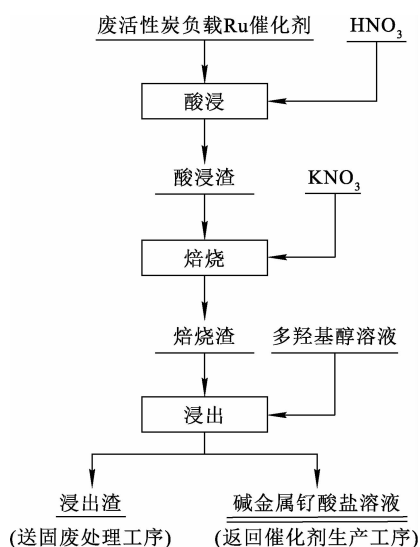 废活性炭负载Ru催化剂
HNO₃
酸浸
酸浸渣
KNO₃
焙烧
焙烧渣
多羟基醇溶液
浸出
浸出渣
(送固废处理工序)
碱金属钌酸盐溶液
(返回催化剂生产工序)